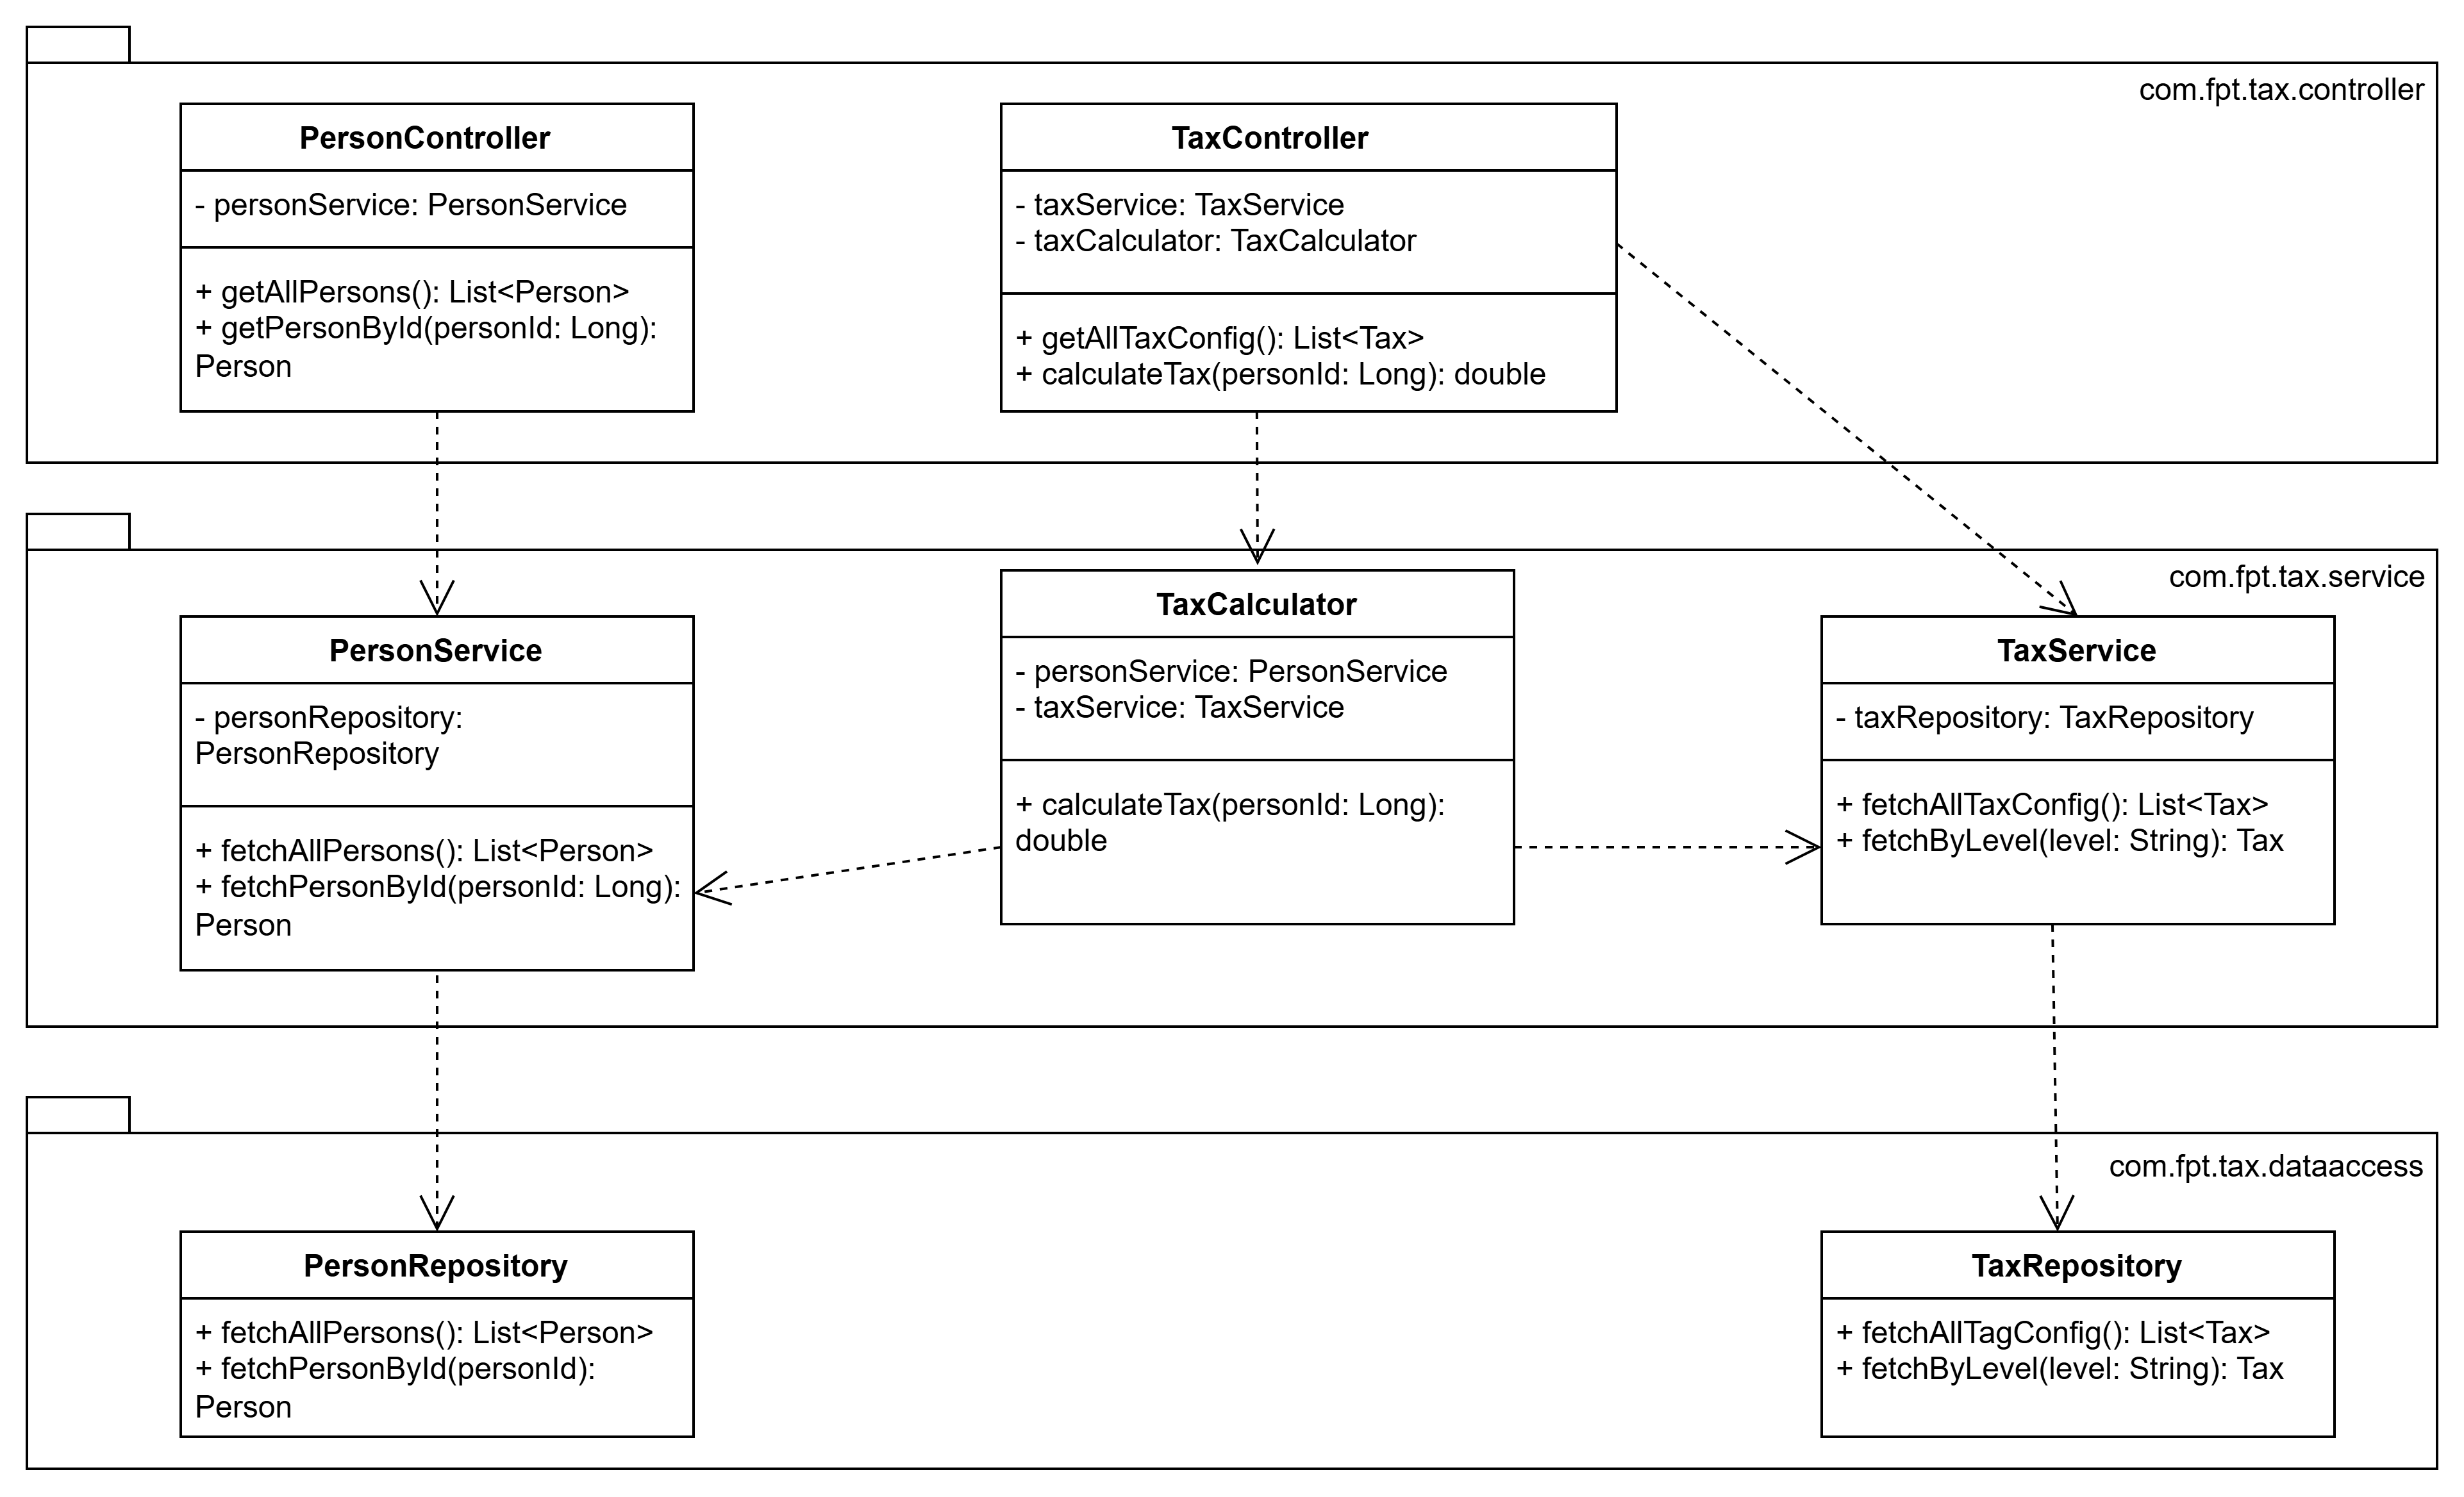 com.fpt.tax.controller
PersonController
- personService: PersonService
+ getAllPersons(): List<Person>
+ getPersonById(personId: Long):
Person
TaxController
- taxService: TaxService
- taxCalculator: TaxCalculator
+ getAllTaxConfig(): List<Tax>
+ calculateTax(personId: Long): double
com.fpt.tax.service
PersonService
- personRepository:
PersonRepository
+ fetchAllPersons(): List<Person>
+ fetchPersonById(personId: Long):
Person
TaxCalculator
- personService: PersonService
- taxService: TaxService
+ calculateTax(personId: Long):
double
TaxService
- taxRepository: TaxRepository
+ fetchAllTaxConfig(): List<Tax>
+ fetchByLevel(level: String): Tax
com.fpt.tax.dataaccess
PersonRepository
+ fetchAllPersons(): List<Person>
+ fetchPersonById(personId):
Person
TaxRepository
+ fetchAllTagConfig(): List<Tax>
+ fetchByLevel(level: String): Tax